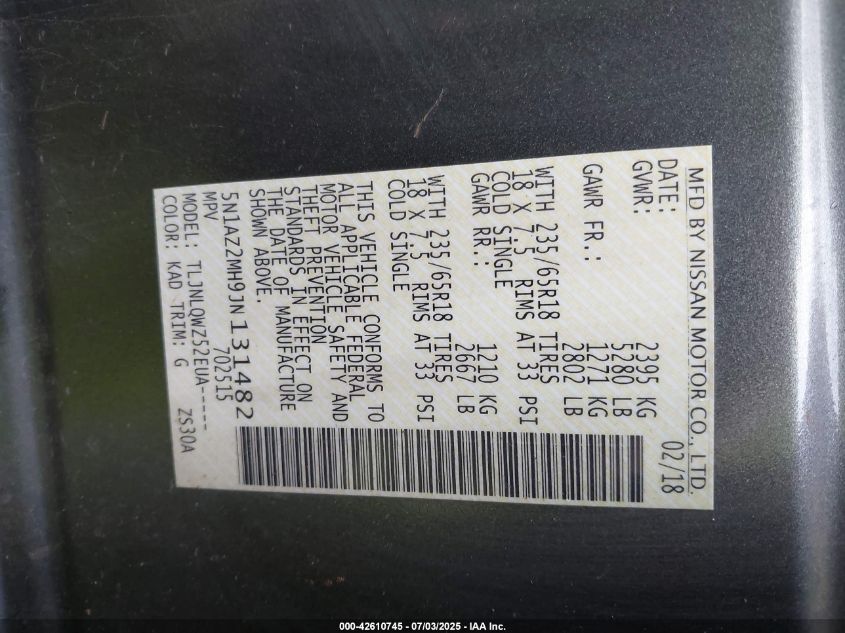 MFD BY NISSAN MOTOR CO., LTD.
DATE: 02/18
GVWR: 2395 KG
5280 LB
GAWR FR.: 1271 KG
2802 LB
WITH 235/65R18 TIRES
18 X 7.5 RIMS AT 33 PSI
COLD SINGLE
GAWR RR.: 1210 KG
2667 LB
WITH 235/65R18 TIRES
18 X 7.5 RIMS AT 33 PSI
COLD SINGLE
THIS VEHICLE CONFORMS TO
ALL APPLICABLE FEDERAL
MOTOR VEHICLE SAFETY AND
THEFT PREVENTION
STANDARDS IN EFFECT ON
THE DATE OF MANUFACTURE
SHOWN ABOVE.
5N1AZ2MH9JN131482
MPV 702515
MODEL: TLJNLQWZ52EUA-----
COLOR: KAD TRIM: G ZS30A
000-42610745 - 07/03/2025 - IAA Inc.